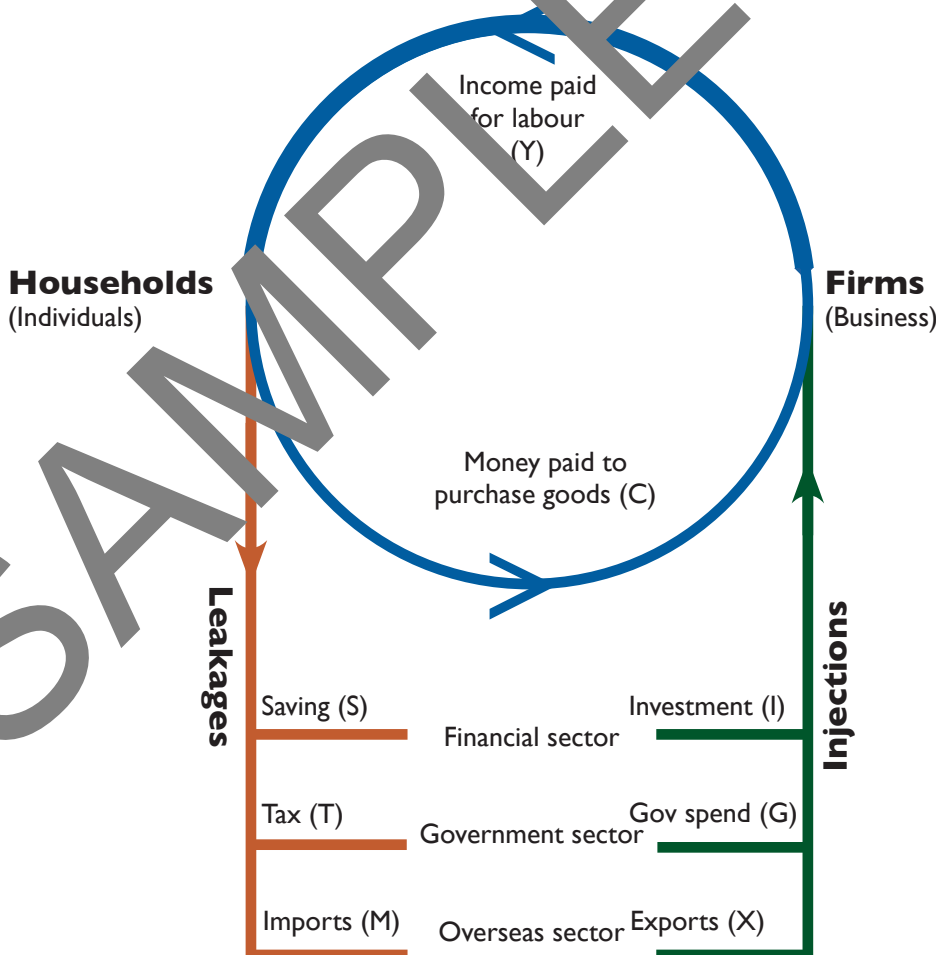 SAMPLE
Income paid
for labour
(Y)
Households
(Individuals)
Firms
(Business)
Money paid to
purchase goods (C)
Leakages
Injections
Saving (S)
Investment (I)
Financial sector
Tax (T)
Gov spend (G)
Government sector
Imports (M)
Exports (X)
Overseas sector